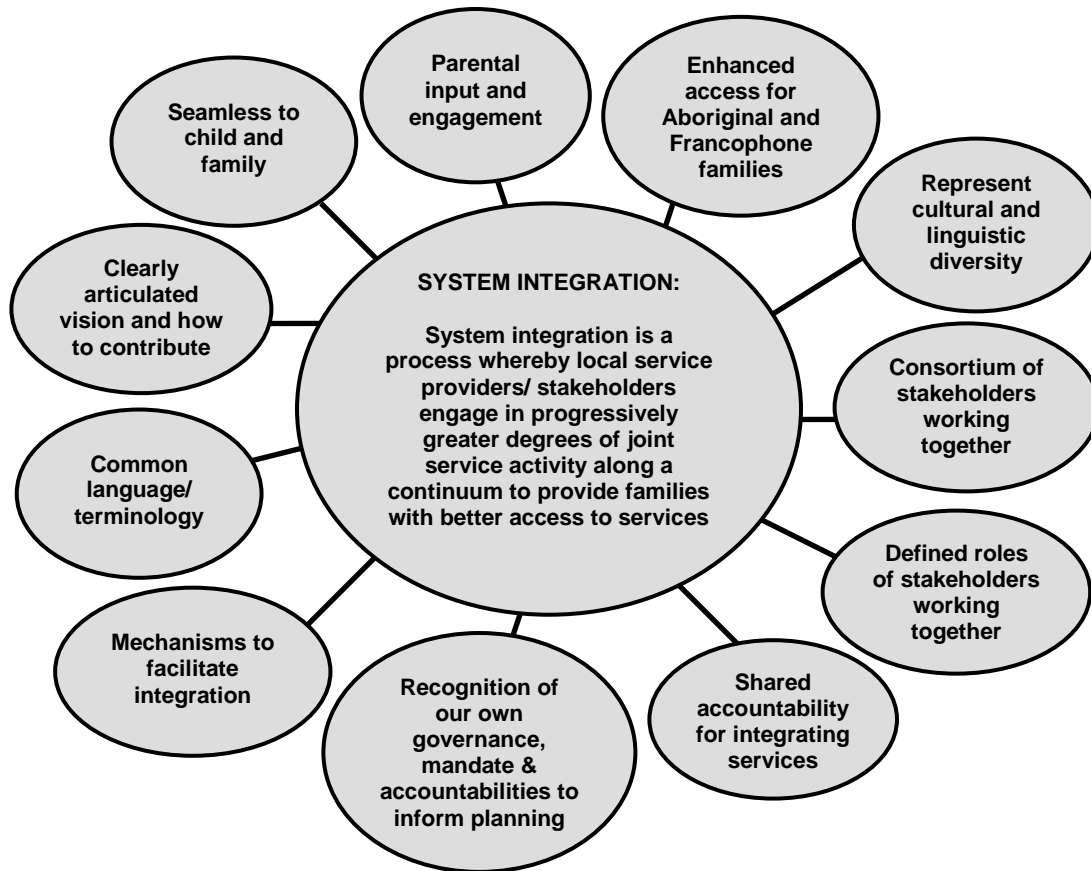 Parental
input and
engagement
Enhanced
access for
Aboriginal and
Francophone
families
Seamless to
child and
family
Represent
cultural and
linguistic
diversity
Clearly
articulated
vision and how
to contribute
SYSTEM INTEGRATION:
System integration is a
process whereby local service
providers/ stakeholders
engage in progressively
greater degrees of joint
service activity along a
continuum to provide families
with better access to services
Consortium of
stakeholders
working
together
Common
language/
terminology
Defined roles
of stakeholders
working
together
Mechanisms to
facilitate
integration
Recognition of
our own
governance,
mandate &
accountabilities to
inform planning
Shared
accountability
for integrating
services